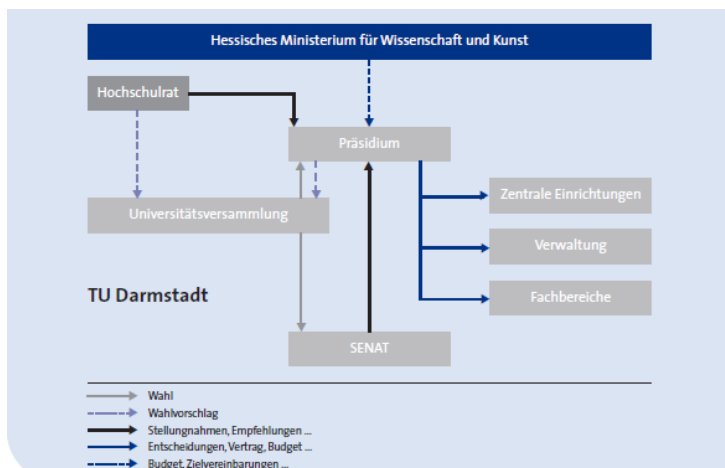 Hessisches Ministerium für Wissenschaft und Kunst
Hochschulrat
Präsidium
Zentrale Einrichtungen
Universitätsversammlung
Verwaltung
TU Darmstadt
Fachbereiche
SENAT
Wahl
Wahlvorschlag
Stellungnahmen, Empfehlungen ...
Entscheidungen, Vertrag, Budget ...
Budget, Zielvereinbarungen ...